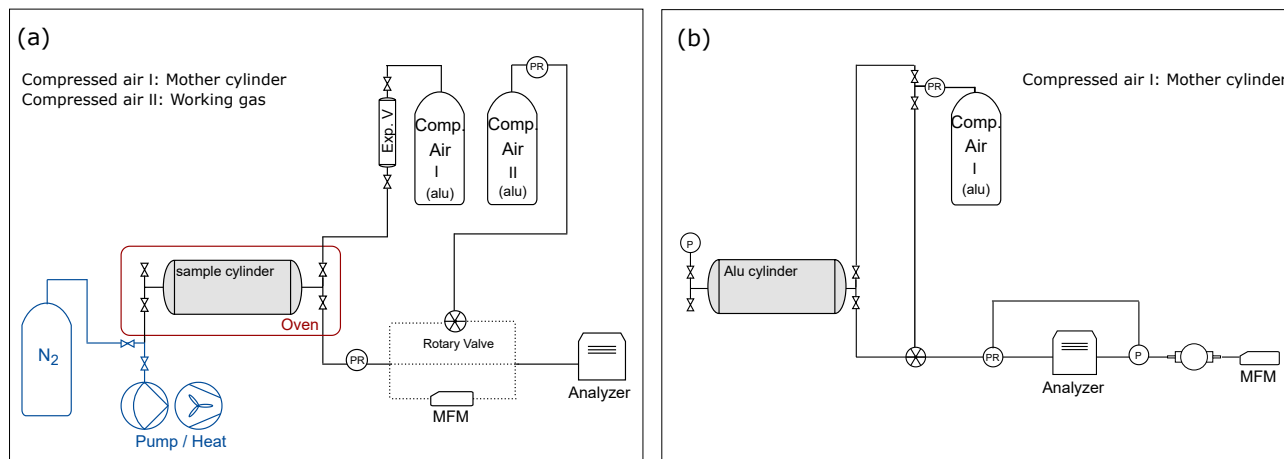 (a)
Compressed air I: Mother cylinder
Compressed air II: Working gas
Exp. V
Comp.
Air
I
(alu)
Comp.
Air
II
(alu)
PR
sample cylinder
Oven
N2
Pump / Heat
PR
Rotary Valve
MFM
Analyzer
(b)
Compressed air I: Mother cylinder
PR
Comp.
Air
I
(alu)
P
Alu cylinder
PR
Analyzer
P
MFM